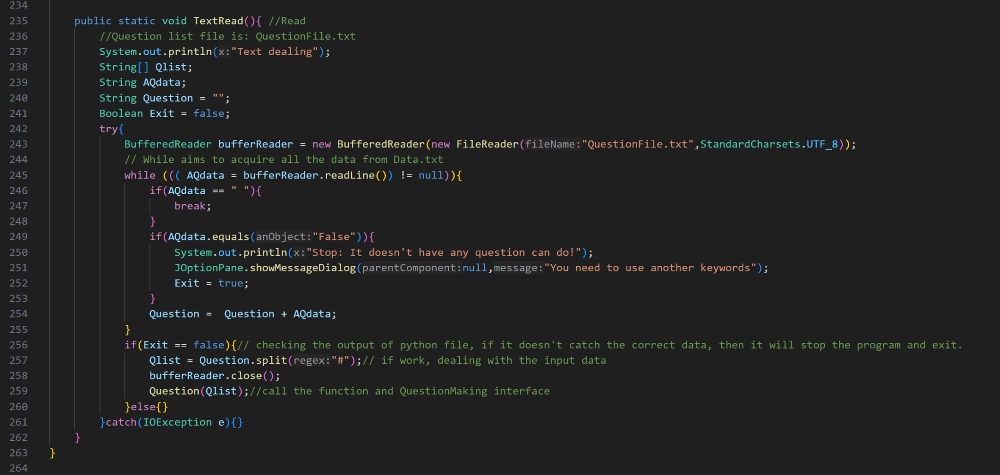 234
235 public static void TextRead(){ //Read
236 //Question list file is: QuestionFile.txt
237 System.out.println(x:"Text dealing");
238 String[] Qlist;
239 String AQdata;
240 String Question = "";
241 Boolean Exit = false;
242 try{
243 BufferedReader bufferReader = new BufferedReader(new FileReader(fileName:"QuestionFile.txt",StandardCharsets.UTF_8));
244 // While aims to acquire all the data from Data.txt
245 while ((( AQdata = bufferReader.readLine()) != null)){
246 if(AQdata == " "){
247 break;
248 }
249 if(AQdata.equals(anObject:"False")){
250 System.out.println(x:"Stop: It doesn't have any question can do!");
251 JOptionPane.showMessageDialog(parentComponent:null,message:"You need to use another keywords");
252 Exit = true;
253 }
254 Question =  Question + AQdata;
255 }
256 if(Exit == false){// checking the output of python file, if it doesn't catch the correct data, then it will stop the program and exit.
257 Qlist = Question.split(regex:"#");// if work, dealing with the input data
258 bufferReader.close();
259 Question(Qlist);//call the function and QuestionMaking interface
260 }else{}
261 }catch(IOException e){}
262 }
263 }
264